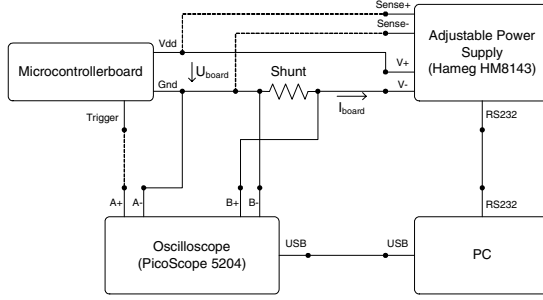 Sense+
Sense-
Adjustable Power
Supply
(Hameg HM8143)
Vdd
V+
Microcontrollerboard
Uboard
Shunt
Gnd
V-
Iboard
Trigger
RS232
RS232
A+
A-
B+
B-
Oscilloscope
(PicoScope 5204)
USB
USB
PC